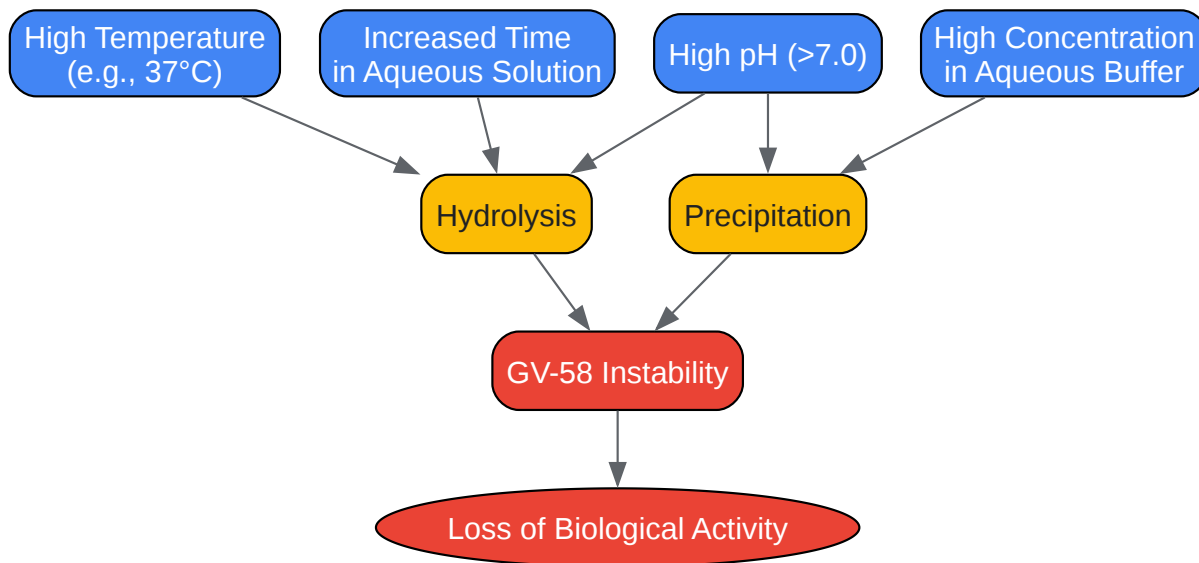 High Temperature
(e.g., 37°C)
Increased Time
in Aqueous Solution
High pH (>7.0)
High Concentration
in Aqueous Buffer
Hydrolysis
Precipitation
GV-58 Instability
Loss of Biological Activity